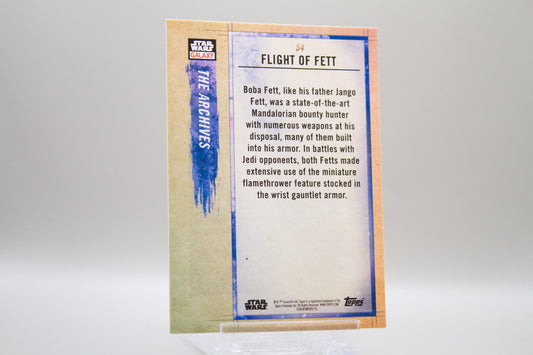 STAR
WARS
GALAXY
THE ARCHIVES
54
FLIGHT OF FETT
Boba Fett, like his father Jango
Fett, was a state-of-the-art
Mandalorian bounty hunter
with numerous weapons at his
disposal, many of them built
into his armor. In battles with
Jedi opponents, both Fetts made
extensive use of the miniature
flamethrower feature stocked in
the wrist gauntlet armor.
STAR
WARS
TOPPS